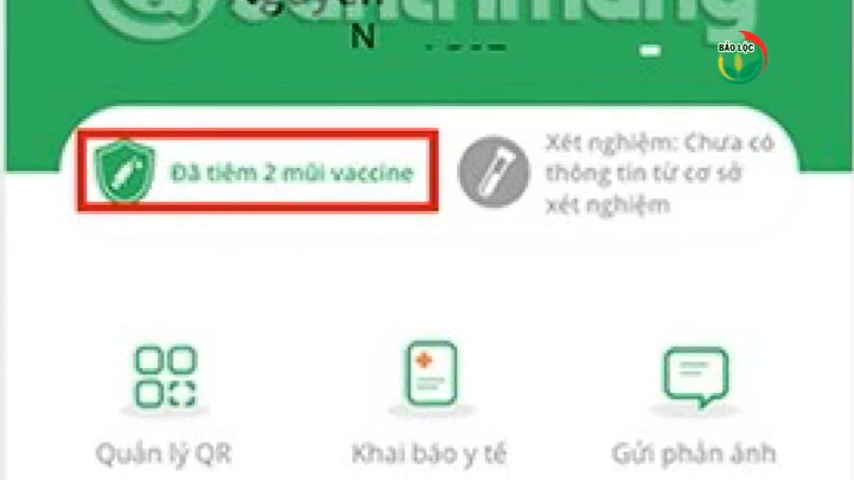 N
BẢO LỘC
Đã tiêm 2 mũi vaccine
Xét nghiệm: Chưa có
thông tin từ cơ sở
xét nghiệm
Quản lý QR
Khai báo y tế
Gửi phản ánh